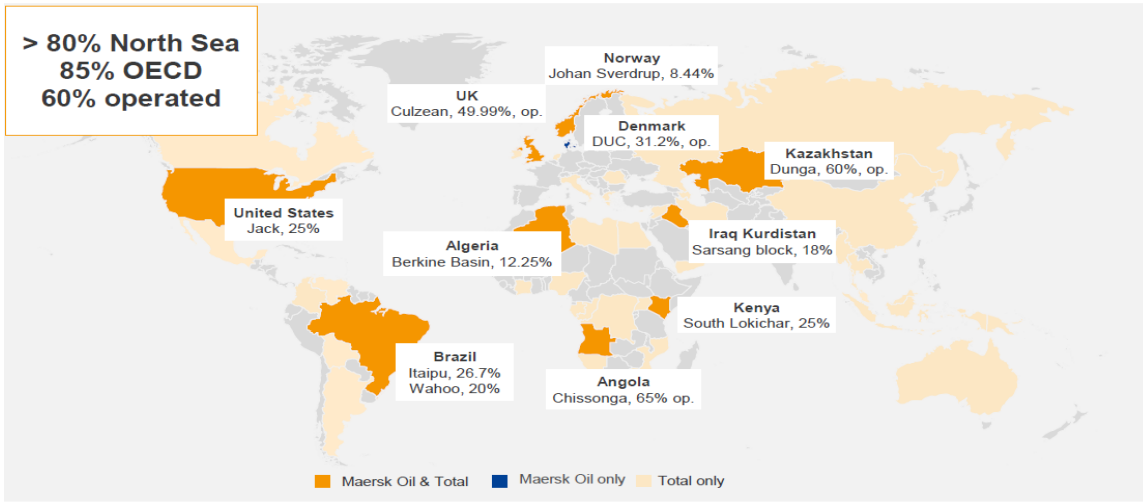 > 80% North Sea
85% OECD
60% operated
Norway
Johan Sverdrup, 8.44%
UK
Culzean, 49.99%, op.
Denmark
DUC, 31.2%, op.
Kazakhstan
Dunga, 60%, op.
United States
Jack, 25%
Algeria
Berkine Basin, 12.25%
Iraq Kurdistan
Sarsang block, 18%
Kenya
South Lokichar, 25%
Brazil
Itaipu, 26.7%
Wahoo, 20%
Angola
Chissonga, 65% op.
Maersk Oil & Total
Maersk Oil only
Total only